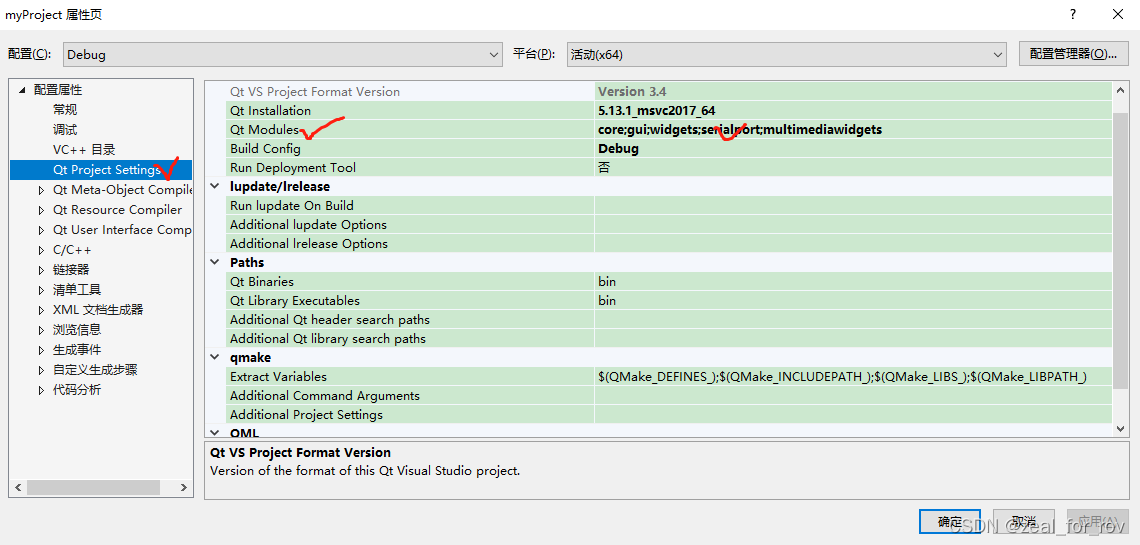 myProject 属性页
配置(C):
Debug
平台(P):
活动(x64)
配置管理器(O)...
配置属性
常规
调试
VC++ 目录
Qt Project Settings
Qt Meta-Object Compile
Qt Resource Compiler
Qt User Interface Comp
C/C++
链接器
清单工具
XML 文档生成器
浏览信息
生成事件
自定义生成步骤
代码分析
Qt VS Project Format Version Version 3.4
Qt Installation 5.13.1_msvc2017_64
Qt Modules core;gui;widgets;serialport;multimediawidgets
Build Config Debug
Run Deployment Tool 否
lupdate/lrelease
Run lupdate On Build
Additional lupdate Options
Additional lrelease Options
Paths
Qt Binaries bin
Qt Library Executables bin
Additional Qt header search paths
Additional Qt library search paths
qmake
Extract Variables $(QMake_DEFINES_);$(QMake_INCLUDEPATH_);$(QMake_LIBS_);$(QMake_LIBPATH_)
Additional Command Arguments
Additional Project Settings
QML
Qt VS Project Format Version
Version of the format of this Qt Visual Studio project.
确定
取消
应用(A)
CSDN @zeal_for_rev